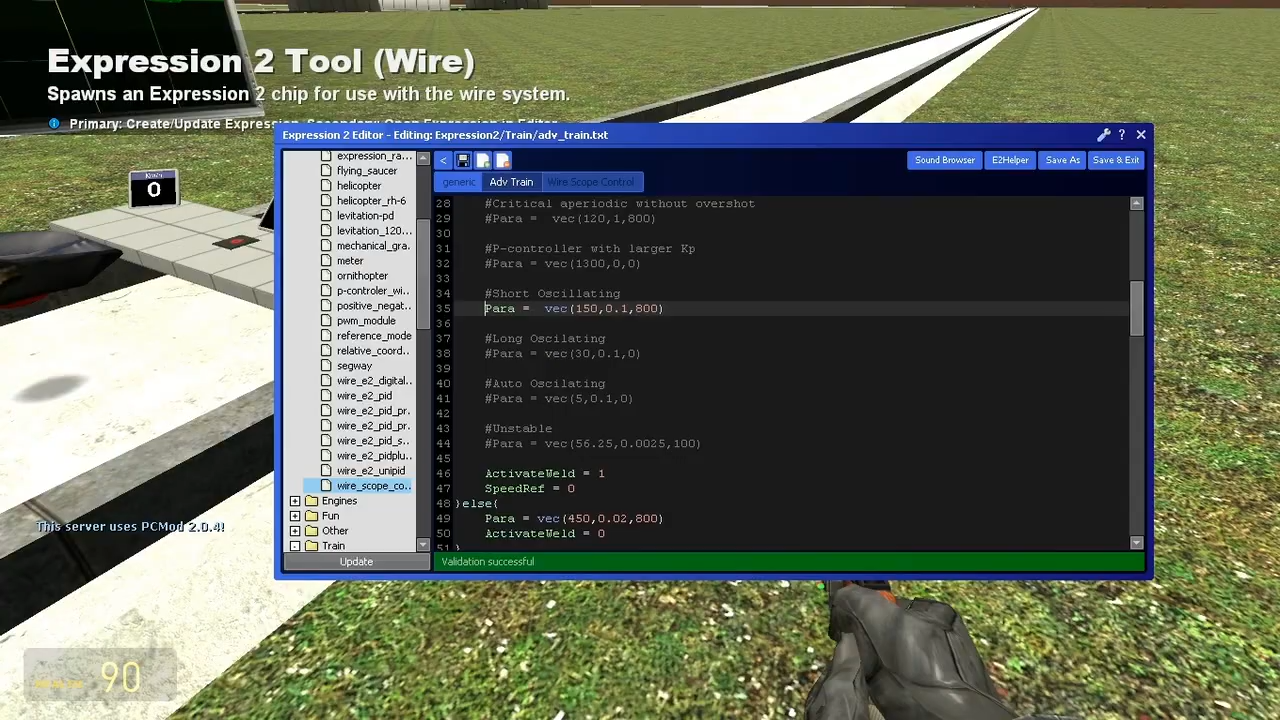 Expression 2 Tool (Wire)
Spawns an Expression 2 chip for use with the wire system.
Primary: Create/Update Expression, Secondary: Open Expression in Editor
Expression 2 Editor - Editing: Expression2/Train/adv_train.txt
? ✕
<
Sound Browser
E2Helper
Save As
Save & Exit
generic
Adv Train
Wire Scope Control
0
expression_ra...
flying_saucer
helicopter
helicopter_rh-6
levitation-pd
levitation_120...
mechanical_gra..
meter
ornithopter
p-controler_wi...
positive_negat..
pwm_module
reference_mode
relative_coord..
segway
wire_e2_digital..
wire_e2_pid
wire_e2_pid_pr..
wire_e2_pid_pr..
wire_e2_pid_s...
wire_e2_pidplu..
wire_e2_unipid
wire_scope_co..
Engines
Fun
Other
Train
Update
28 #Critical aperiodic without overshot
29 #Para =  vec(120,1,800)
30
31 #P-controller with larger Kp
32 #Para = vec(1300,0,0)
33
34 #Short Oscillating
35 Para =  vec(150,0.1,800)
36
37 #Long Oscilating
38 #Para = vec(30,0.1,0)
39
40 #Auto Oscilating
41 #Para = vec(5,0.1,0)
42
43 #Unstable
44 #Para = vec(56.25,0.0025,100)
45
46 ActivateWeld = 1
47 SpeedRef = 0
48 }else{
49 Para = vec(450,0.02,800)
50 ActivateWeld = 0
51 }
Validation successful
This server uses PCMod 2.0.4!
90